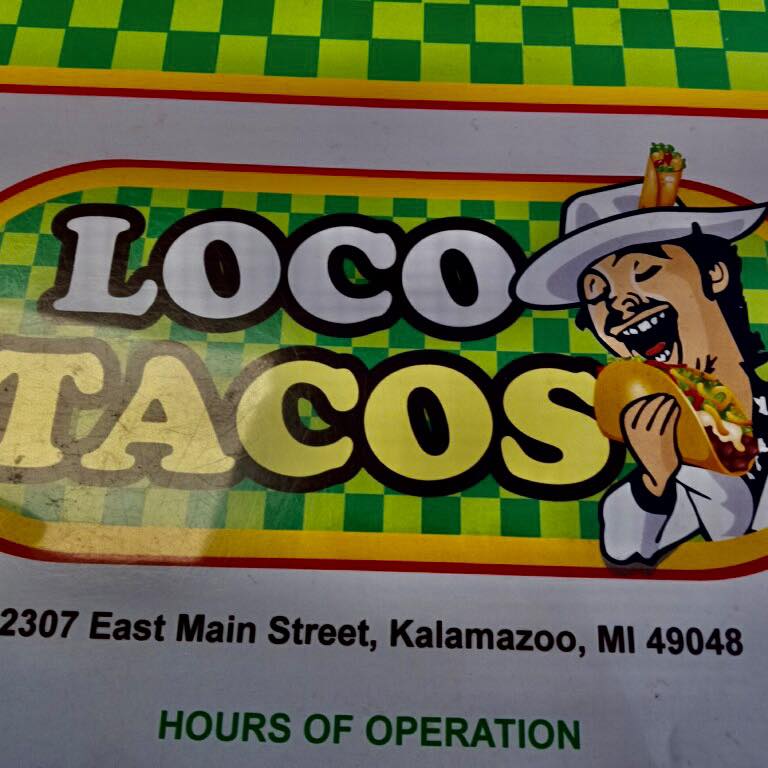 LOCO
TACOS
2307 East Main Street, Kalamazoo, MI 49048
HOURS OF OPERATION